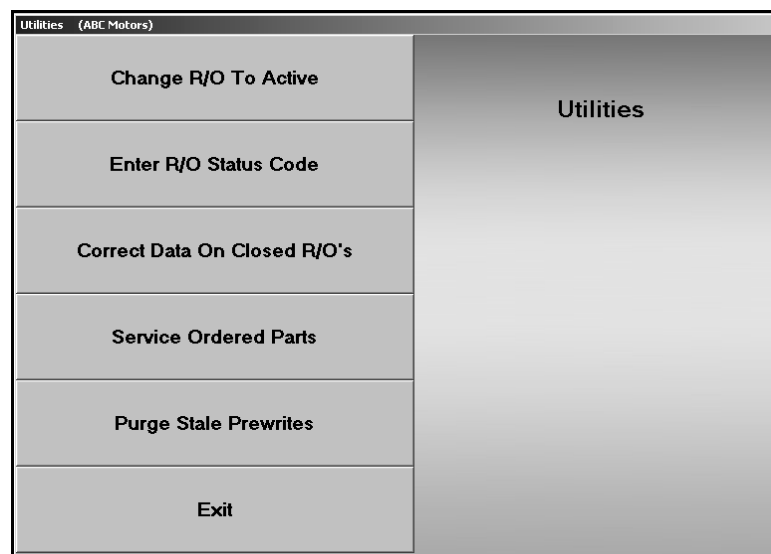 Utilities (ABC Motors)
Change R/O To Active
Utilities
Enter R/O Status Code
Correct Data On Closed R/O's
Service Ordered Parts
Purge Stale Prewrites
Exit